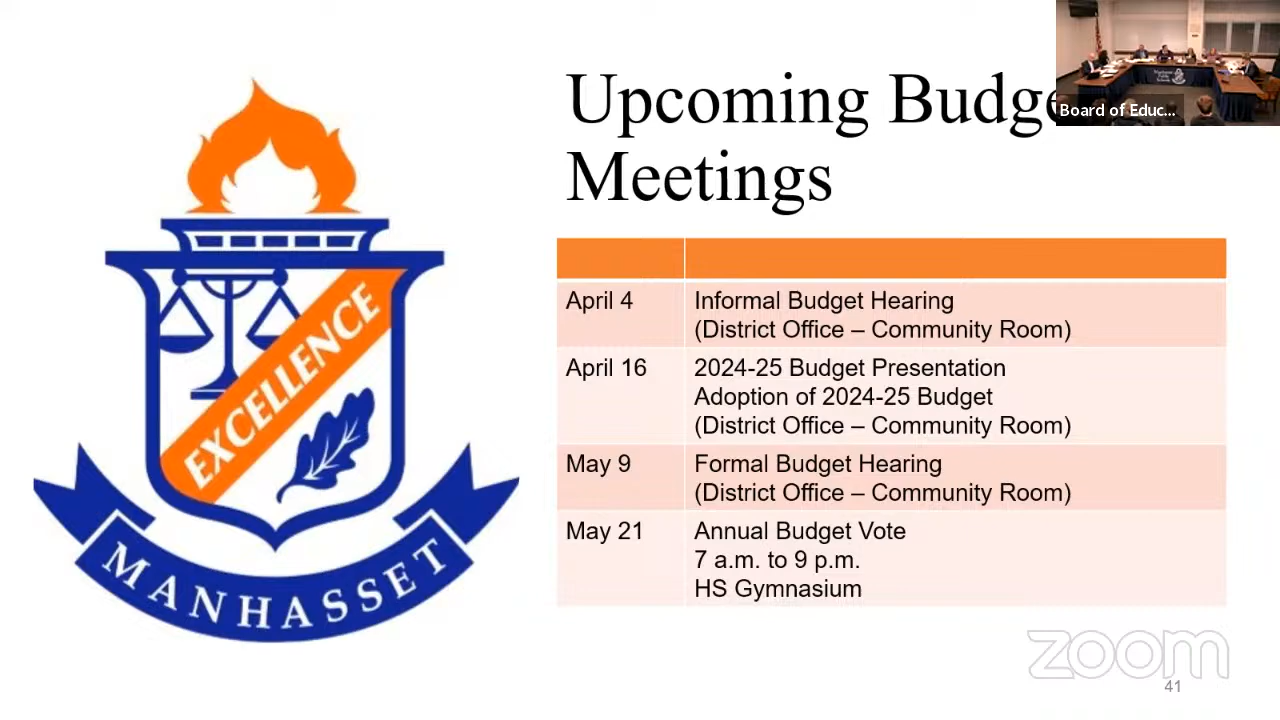 Upcoming Budge
Meetings
Board of Educ...
EXCELLENCE
MANHASSET
April 4
Informal Budget Hearing
(District Office – Community Room)
April 16
2024-25 Budget Presentation
Adoption of 2024-25 Budget
(District Office – Community Room)
May 9
Formal Budget Hearing
(District Office – Community Room)
May 21
Annual Budget Vote
7 a.m. to 9 p.m.
HS Gymnasium
zoom
41